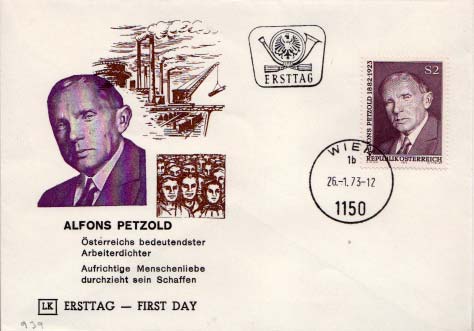 ERSTTAG
S2
ALFONS PETZOLD 1882-1923
REPUBLIK ÖSTERREICH
WIEN
1b
26.-1.73-12
1150
ALFONS PETZOLD
Österreichs bedeutendster
Arbeiterdichter
Aufrichtige Menschenliebe
durchzieht sein Schaffen
LK ERSTTAG — FIRST DAY
939